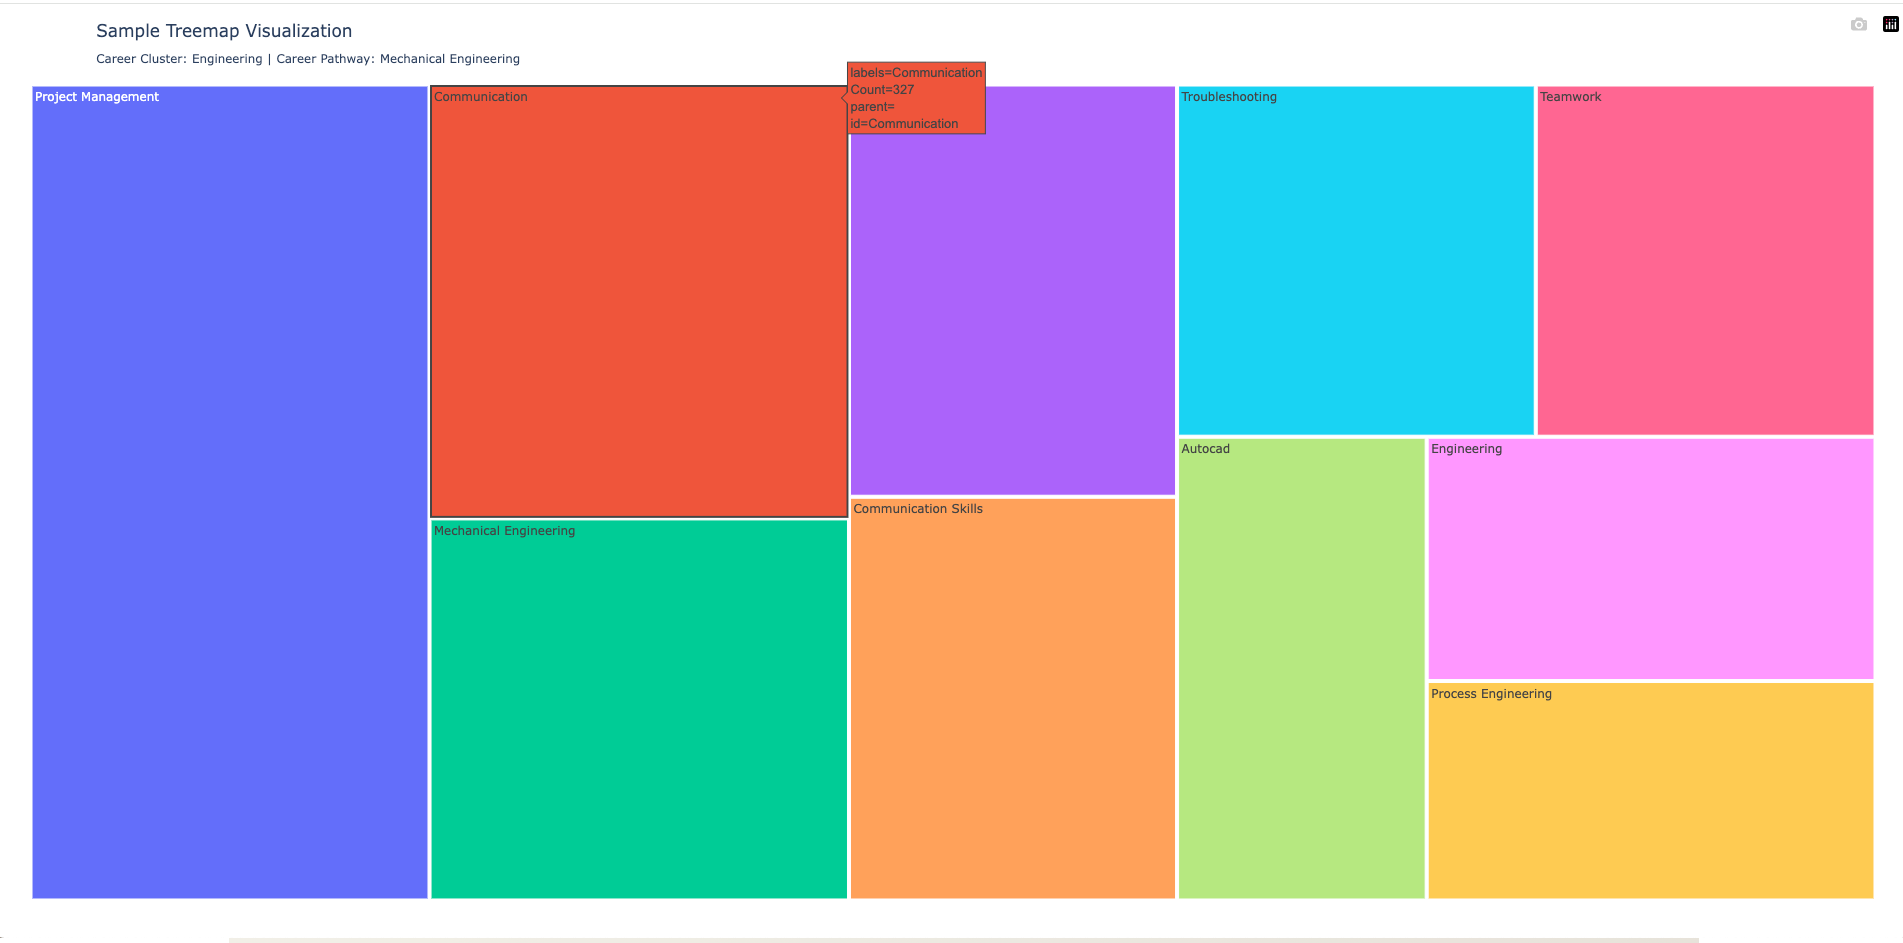 Sample Treemap Visualization
Career Cluster: Engineering | Career Pathway: Mechanical Engineering
Project Management
Communication
labels=Communication
Count=327
parent=
id=Communication
Troubleshooting
Teamwork
Autocad
Engineering
Communication Skills
Mechanical Engineering
Process Engineering